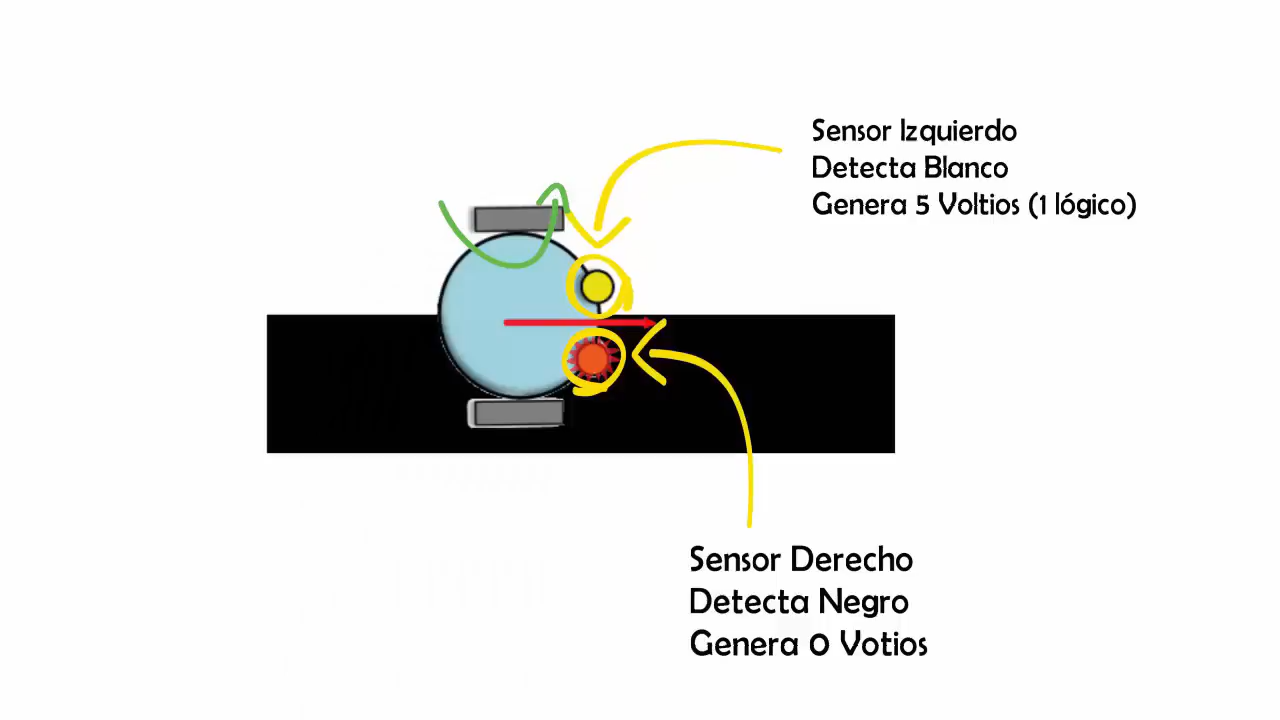 Sensor Izquierdo
Detecta Blanco
Genera 5 Voltios (1 lógico)
Sensor Derecho
Detecta Negro
Genera 0 Votios